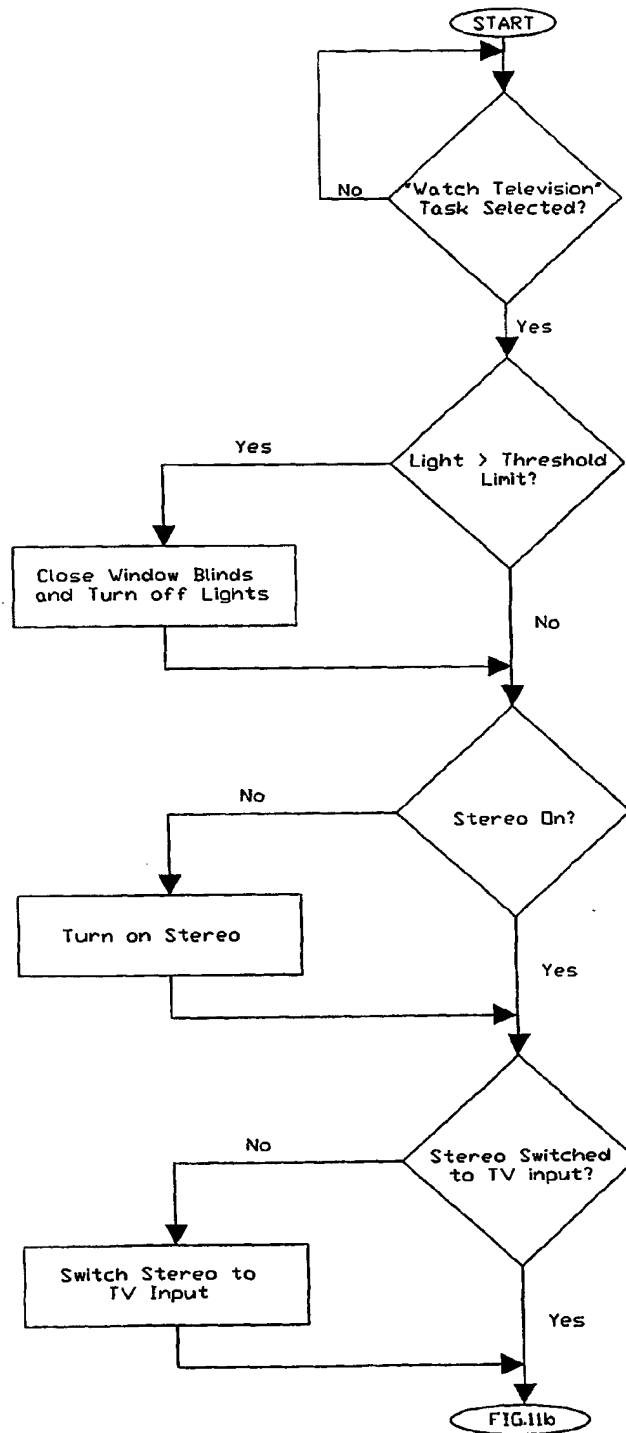 START
No
"Watch Television"
Task Selected?
Yes
Yes
Light > Threshold
Limit?
Close Window Blinds
and Turn off Lights
No
No
Stereo On?
Turn on Stereo
Yes
No
Stereo Switched
to TV input?
Switch Stereo to
TV Input
Yes
FIG.11b